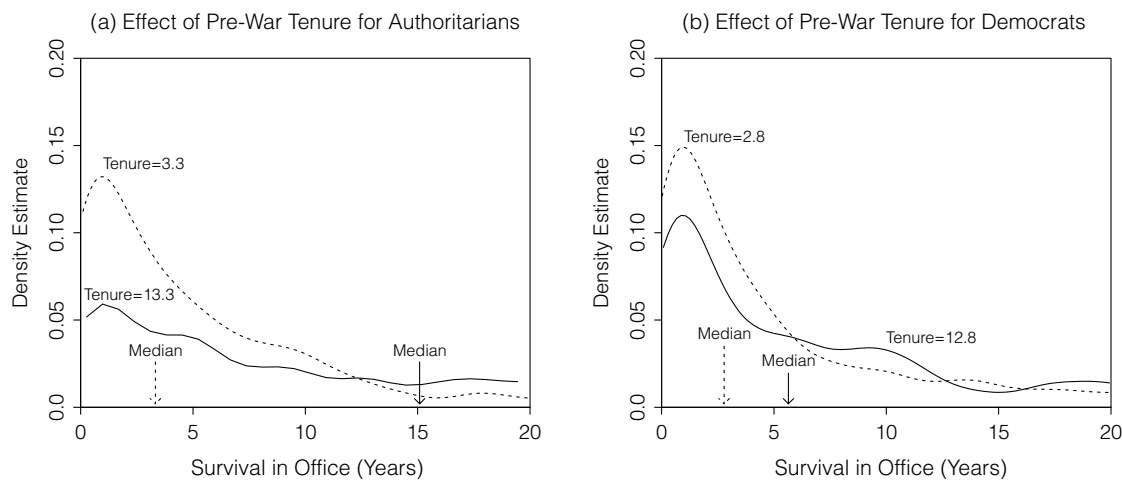 (a) Effect of Pre-War Tenure for Authoritarians
Density Estimate
0.20
0.15
0.10
0.05
0.0
Tenure=3.3
Tenure=13.3
Median
Median
0 5 10 15 20
Survival in Office (Years)
(b) Effect of Pre-War Tenure for Democrats
Density Estimate
0.20
0.15
0.10
0.05
0.0
Tenure=2.8
Tenure=12.8
Median
Median
0 5 10 15 20
Survival in Office (Years)